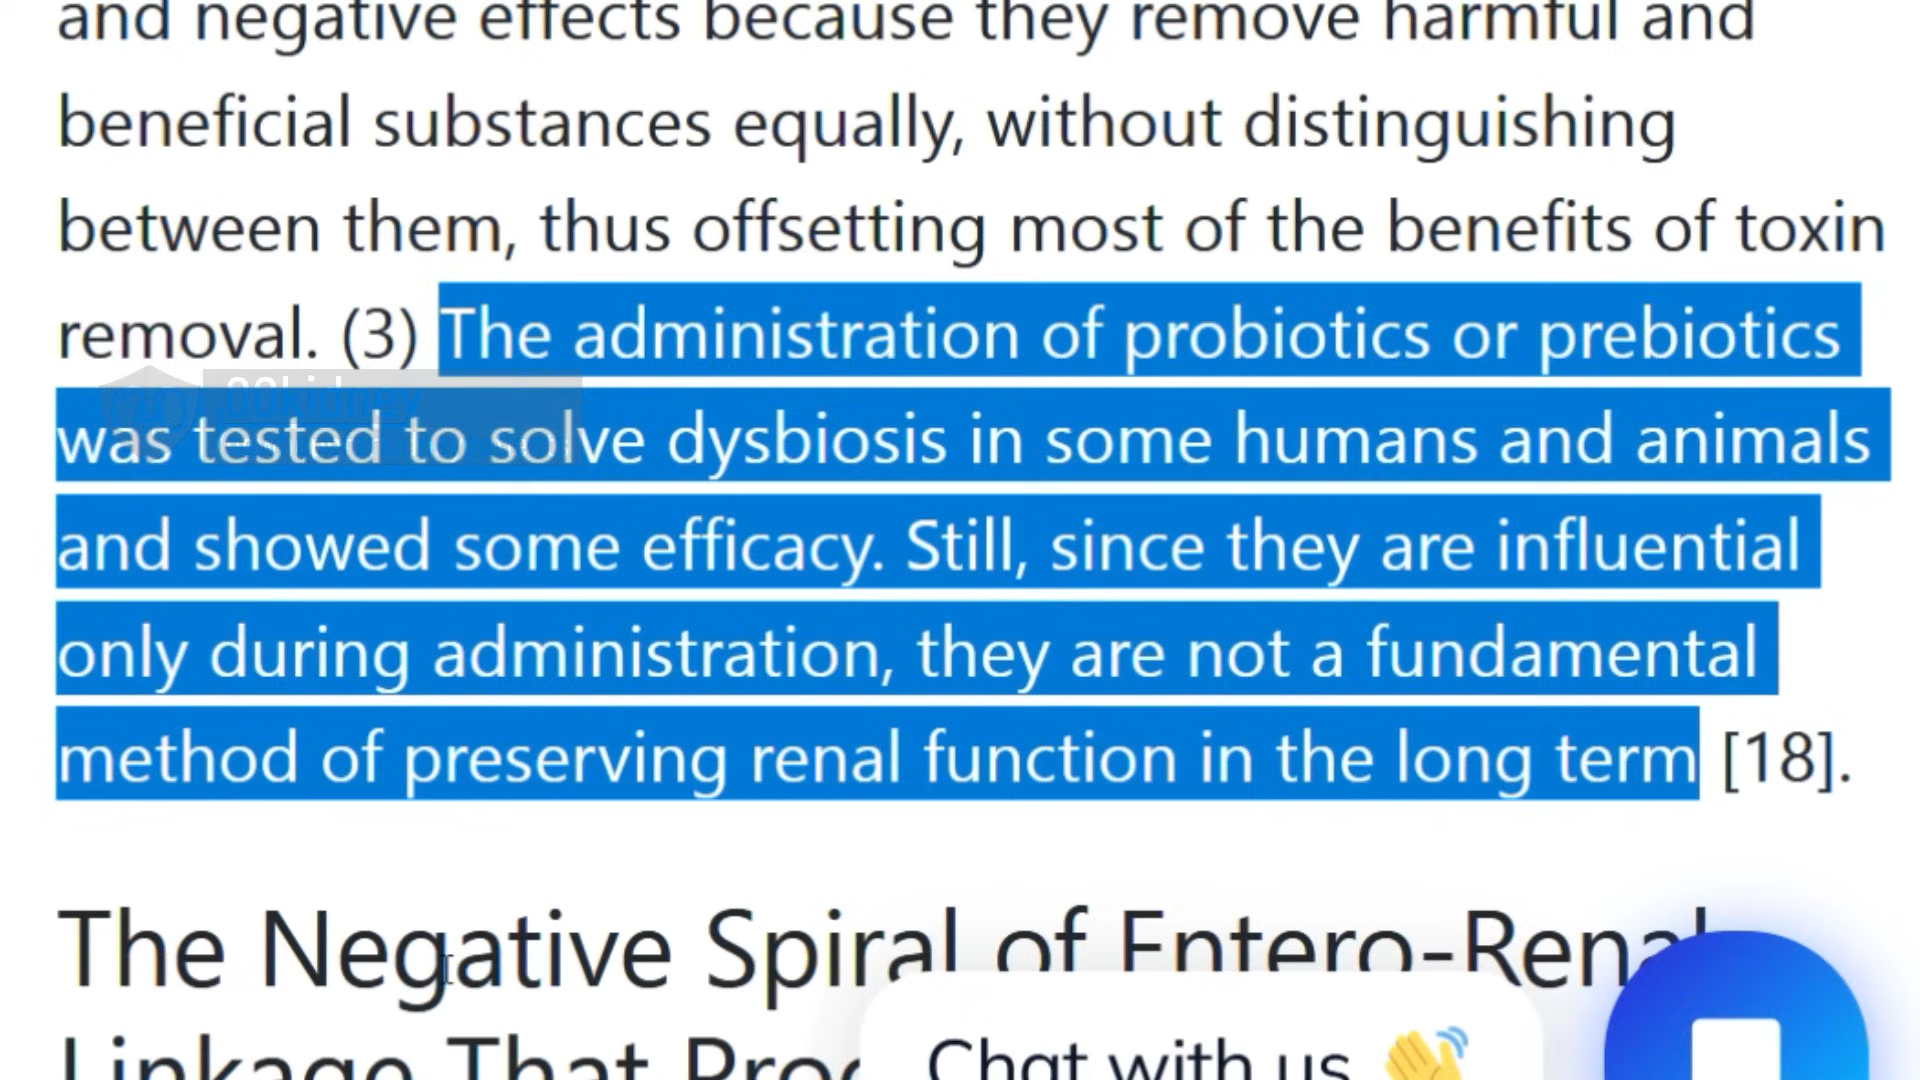 and negative effects because they remove harmful and
beneficial substances equally, without distinguishing
between them, thus offsetting most of the benefits of toxin
removal. (3) The administration of probiotics or prebiotics
was tested to solve dysbiosis in some humans and animals
and showed some efficacy. Still, since they are influential
only during administration, they are not a fundamental
method of preserving renal function in the long term [18].
The Negative Spiral of Entero-Renal
Linkage That
Chat with us